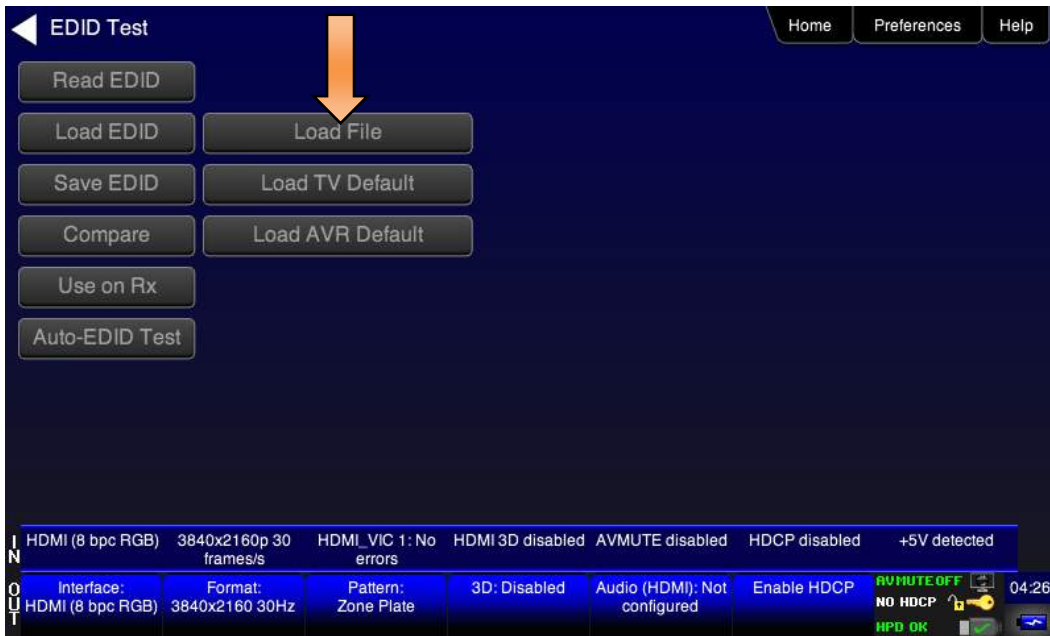 EDID Test
Home
Preferences
Help
Read EDID
Load EDID
Load File
Save EDID
Load TV Default
Compare
Load AVR Default
Use on Rx
Auto-EDID Test
IN
HDMI (8 bpc RGB)
3840x2160p 30
frames/s
HDMI_VIC 1: No
errors
HDMI 3D disabled
AVMUTE disabled
HDCP disabled
+5V detected
OUT
Interface:
HDMI (8 bpc RGB)
Format:
3840x2160 30Hz
Pattern:
Zone Plate
3D: Disabled
Audio (HDMI): Not
configured
Enable HDCP
AVMUTEOFF
NO HDCP
HPD OK
04:26